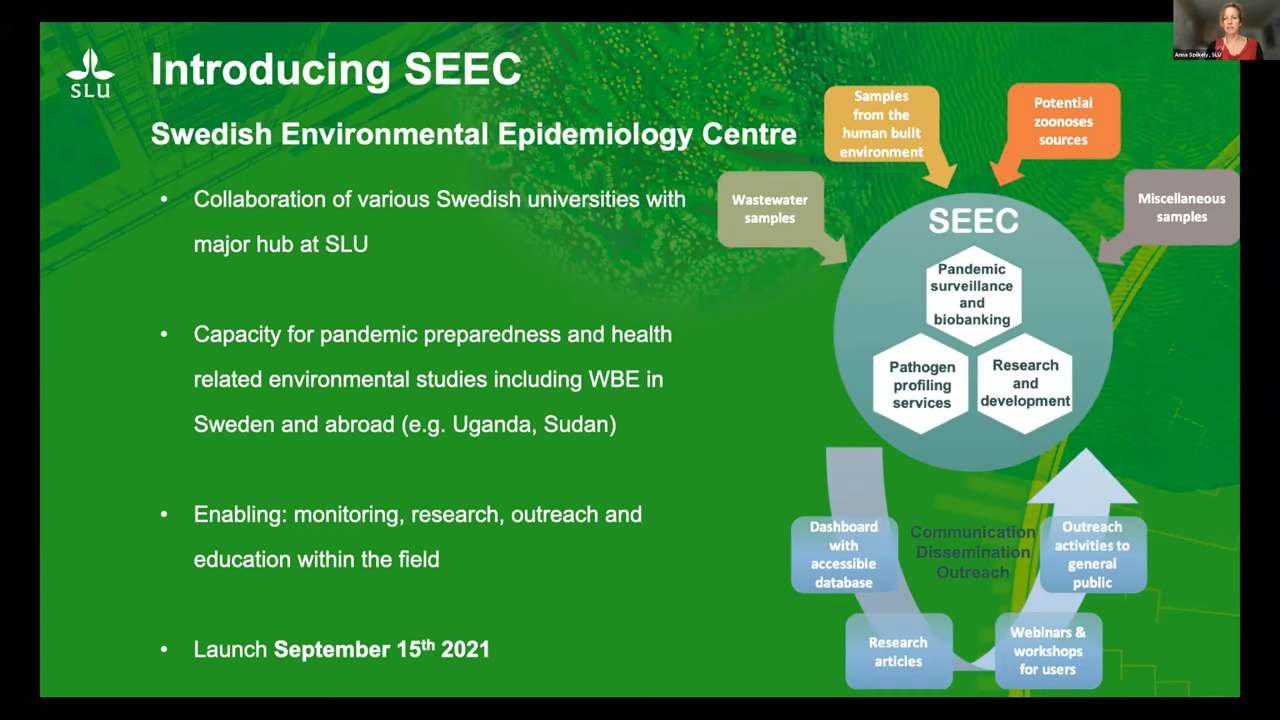 Anna Székely, SLU
SLU
Introducing SEEC
Swedish Environmental Epidemiology Centre
• Collaboration of various Swedish universities with
major hub at SLU
• Capacity for pandemic preparedness and health
related environmental studies including WBE in
Sweden and abroad (e.g. Uganda, Sudan)
• Enabling: monitoring, research, outreach and
education within the field
• Launch September 15th 2021
Wastewater
samples
Samples
from the
human built
environment
Potential
zoonoses
sources
Miscellaneous
samples
SEEC
Pandemic
surveillance
and
biobanking
Pathogen
profiling
services
Research
and
development
Dashboard
with
accessible
database
Communication
Dissemination
Outreach
Outreach
activities to
general
public
Research
articles
Webinars &
workshops
for users